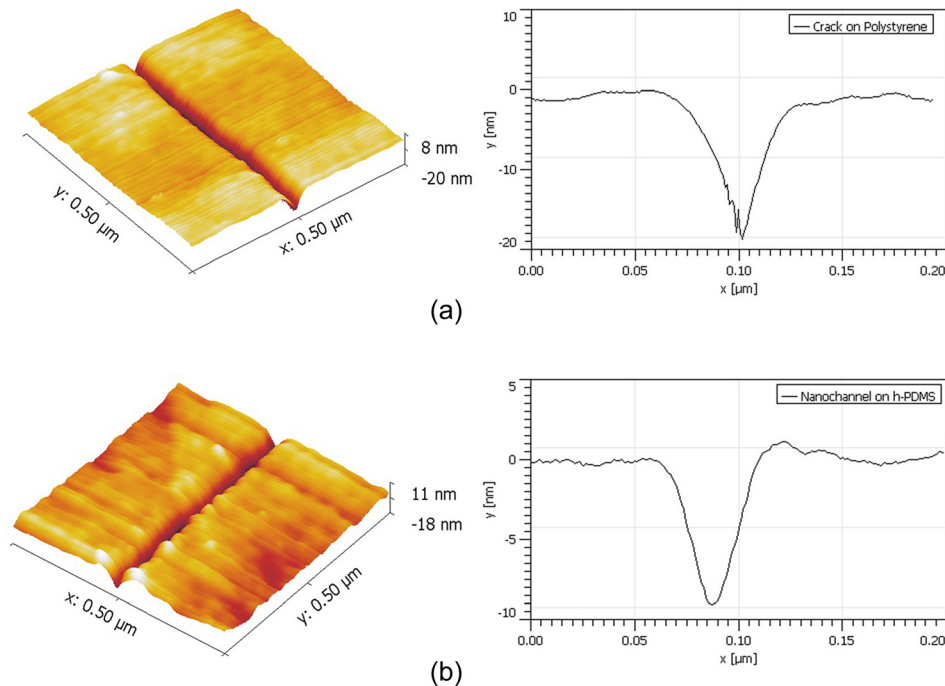 8 nm
-20 nm
y: 0.50 µm
x: 0.50 µm
10
0
-10
-20
y [nm]
Crack on Polystyrene
0.00
0.05
0.10
0.15
0.20
x [µm]
(a)
11 nm
-18 nm
x: 0.50 µm
y: 0.50 µm
5
0
-5
-10
y [nm]
Nanochannel on h-PDMS
0.00
0.05
0.10
0.15
0.20
x [µm]
(b)